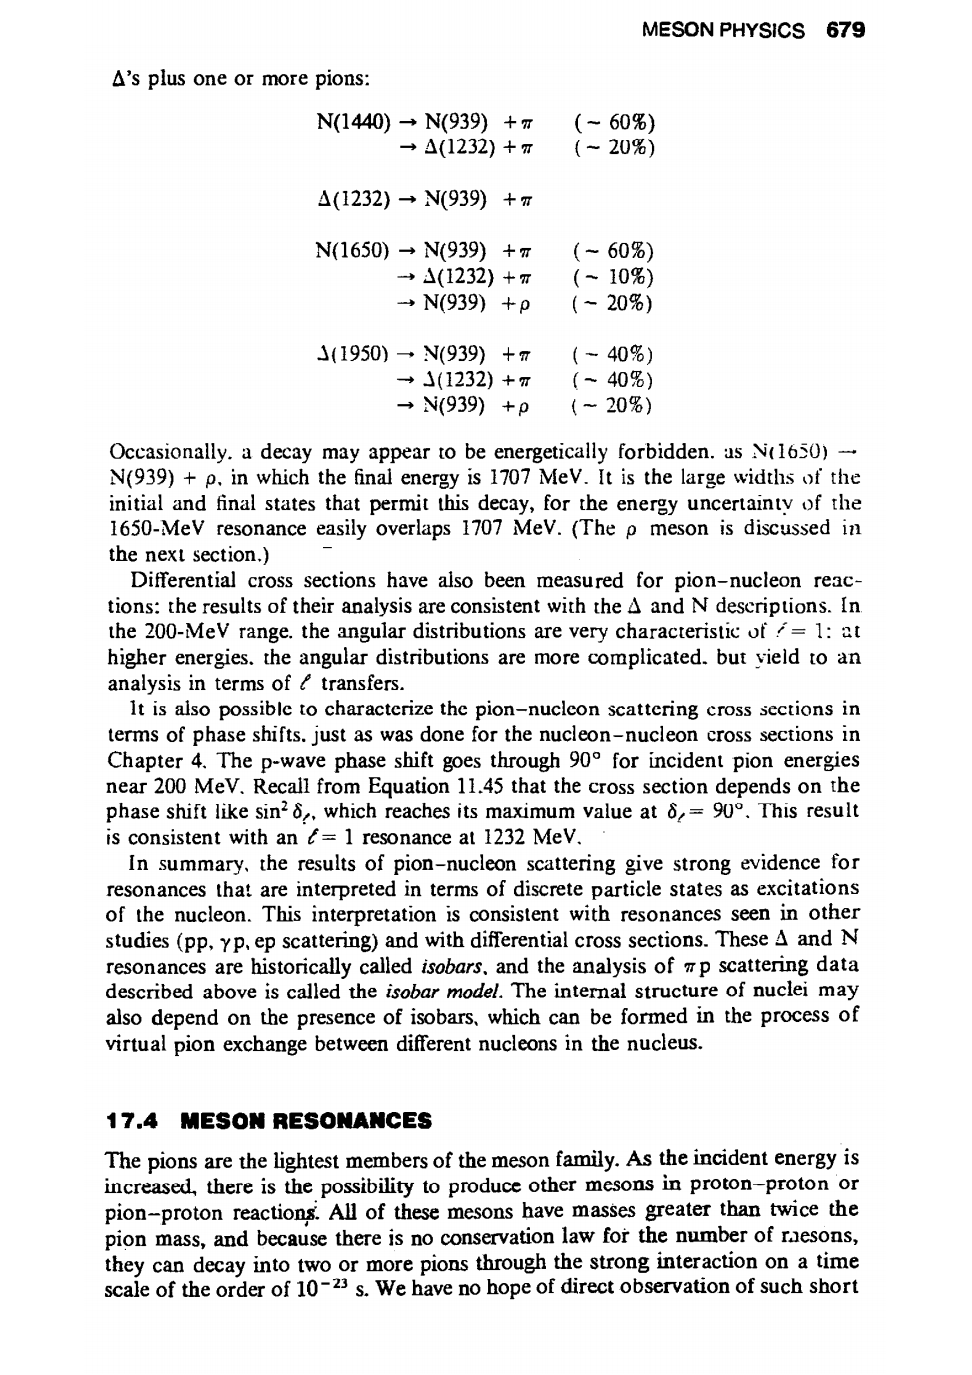 MESON PHYSICS 679
Δ's plus one or more pions:
N(1440) → N(939) + π (~ 60%)
→ Δ(1232) + π (~ 20%)
Δ(1232) → N(939) + π
N(1650) → N(939) + π (~ 60%)
→ Δ(1232) + π (~ 10%)
→ N(939) + ρ (~ 20%)
Δ(1950) → N(939) + π (~ 40%)
→ Δ(1232) + π (~ 40%)
→ N(939) + ρ (~ 20%)
Occasionally, a decay may appear to be energetically forbidden, as N(1650) →
N(939) + ρ, in which the final energy is 1707 MeV. It is the large widths of the
initial and final states that permit this decay, for the energy uncertainty of the
1650-MeV resonance easily overlaps 1707 MeV. (The ρ meson is discussed in
the next section.)
Differential cross sections have also been measured for pion–nucleon reac-
tions; the results of their analysis are consistent with the Δ and N descriptions. In
the 200-MeV range, the angular distributions are very characteristic of ℓ = 1; at
higher energies, the angular distributions are more complicated, but yield to an
analysis in terms of ℓ transfers.
It is also possible to characterize the pion–nucleon scattering cross sections in
terms of phase shifts, just as was done for the nucleon–nucleon cross sections in
Chapter 4. The p-wave phase shift goes through 90° for incident pion energies
near 200 MeV. Recall from Equation 11.45 that the cross section depends on the
phase shift like sin² δℓ, which reaches its maximum value at δℓ = 90°. This result
is consistent with an ℓ = 1 resonance at 1232 MeV.
In summary, the results of pion–nucleon scattering give strong evidence for
resonances that are interpreted in terms of discrete particle states as excitations
of the nucleon. This interpretation is consistent with resonances seen in other
studies (pp, γp, ep scattering) and with differential cross sections. These Δ and N
resonances are historically called isobars, and the analysis of πp scattering data
described above is called the isobar model. The internal structure of nuclei may
also depend on the presence of isobars, which can be formed in the process of
virtual pion exchange between different nucleons in the nucleus.
17.4 MESON RESONANCES
The pions are the lightest members of the meson family. As the incident energy is
increased, there is the possibility to produce other mesons in proton–proton or
pion–proton reactions. All of these mesons have masses greater than twice the
pion mass, and because there is no conservation law for the number of mesons,
they can decay into two or more pions through the strong interaction on a time
scale of the order of 10⁻²³ s. We have no hope of direct observation of such short